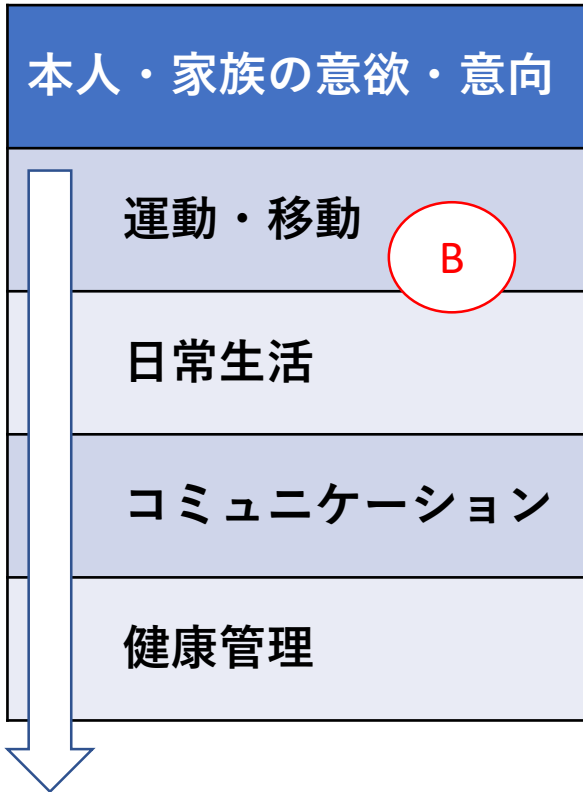 本人・家族の意欲・意向
運動・移動
B
日常生活
コミュニケーション
健康管理